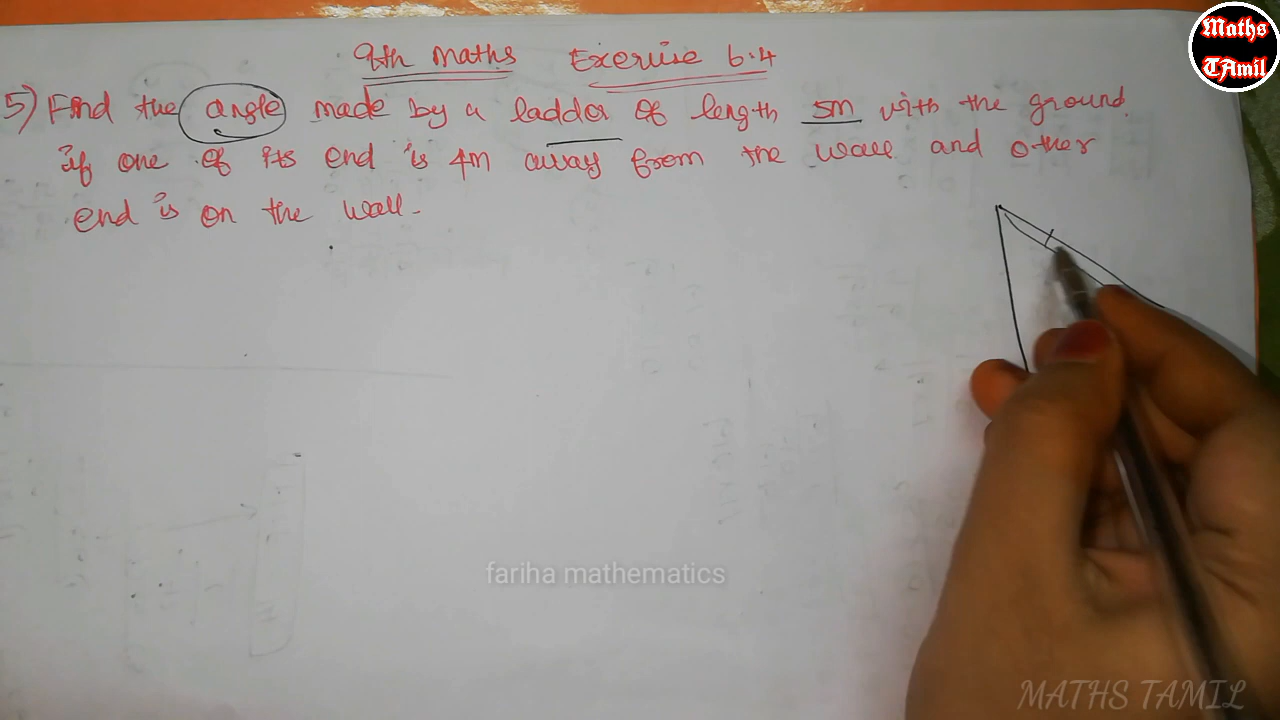 Maths
TAmil
9th Maths Exercise 6.4
5) Find the angle made by a ladder of length 5m with the ground.
if one of its end is 4m away from the wall and other
end is on the wall.
fariha mathematics
MATHS TAMIL